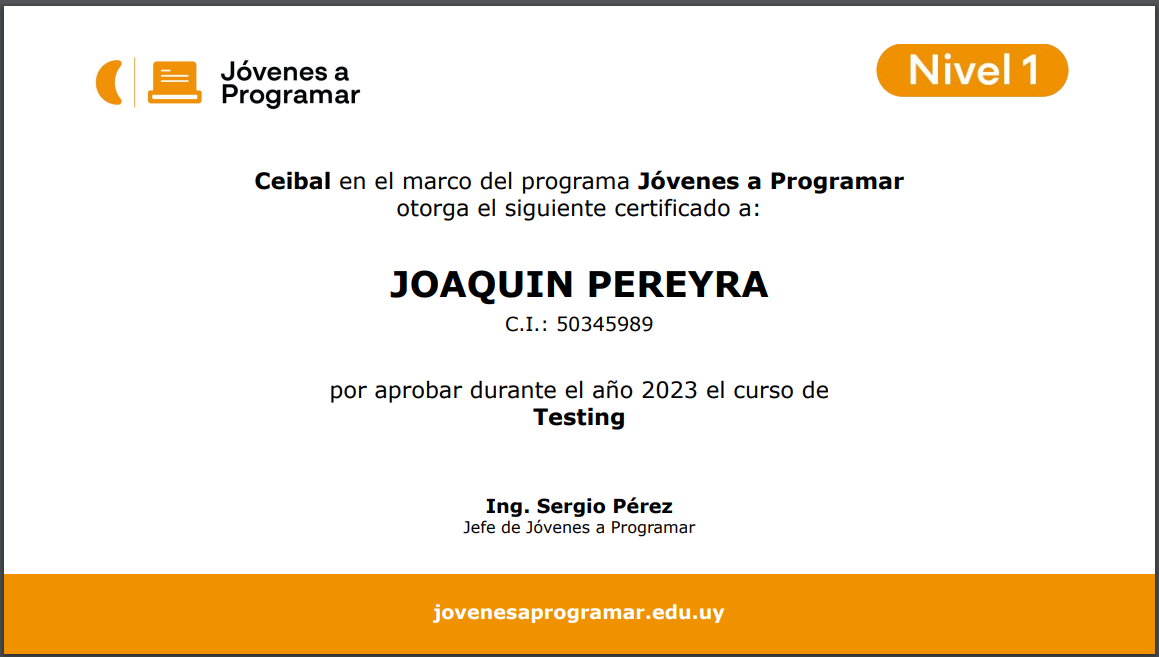 Jóvenes a
Programar
Nivel 1
Ceibal en el marco del programa Jóvenes a Programar
otorga el siguiente certificado a:
JOAQUIN PEREYRA
C.I.: 50345989
por aprobar durante el año 2023 el curso de
Testing
Ing. Sergio Pérez
Jefe de Jóvenes a Programar
jovenesaprogramar.edu.uy